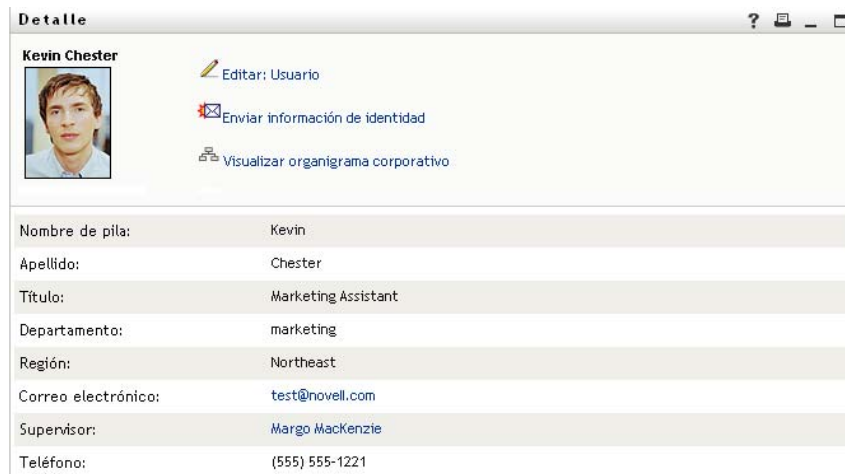 Detalle
Kevin Chester
Editar: Usuario
Enviar información de identidad
Visualizar organigrama corporativo
Nombre de pila: Kevin
Apellido: Chester
Título: Marketing Assistant
Departamento: marketing
Región: Northeast
Correo electrónico: test@novell.com
Supervisor: Margo MacKenzie
Teléfono: (555) 555-1221